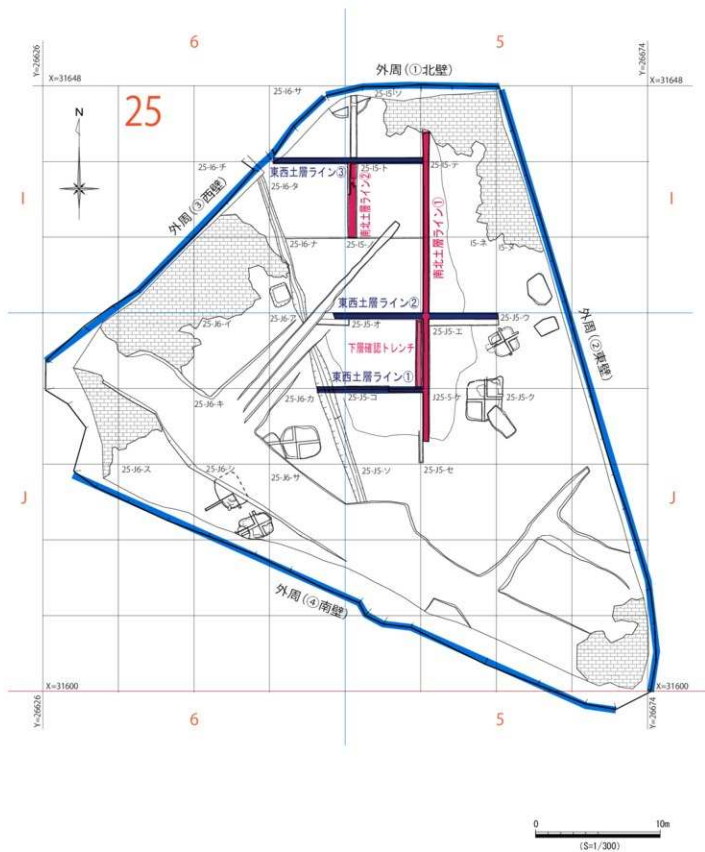 6
5
Y=26626
Y=26674
外周(①北壁)
X=31648
X=31648
25-I6-サ
25-I5-ソ
25
N
25-I6-チ
東西土層ライン③
25-I5-ト
25-I5-テ
25-I6-タ
南北土層ライン②
I
I
外周(③西壁)
南北土層ライン①
25-I6-ナ
25-I5-ノ
I5-ネ
東西土層ライン②
25-J6-イ
25-I6-ア
25-J5-オ
25-J5-エ
25-J5-ウ
外周(②東壁)
下層確認トレンチ
東西土層ライン①
25-J6-キ
25-J6-カ
25-J5-コ
J25-5-ケ
25-J5-ク
25-J6-ス
25-J6-シ
25-J6-サ
25-J5-ソ
25-J5-セ
J
J
外周(④南壁)
X=31600
X=31600
Y=26626
Y=26674
6
5
0
10m
(S=1/300)